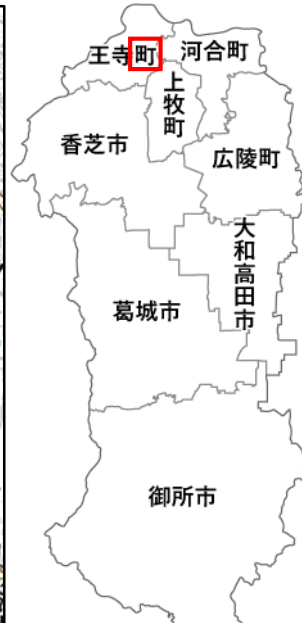 王寺町
河合町
上牧町
香芝市
広陵町
大和高田市
葛城市
御所市